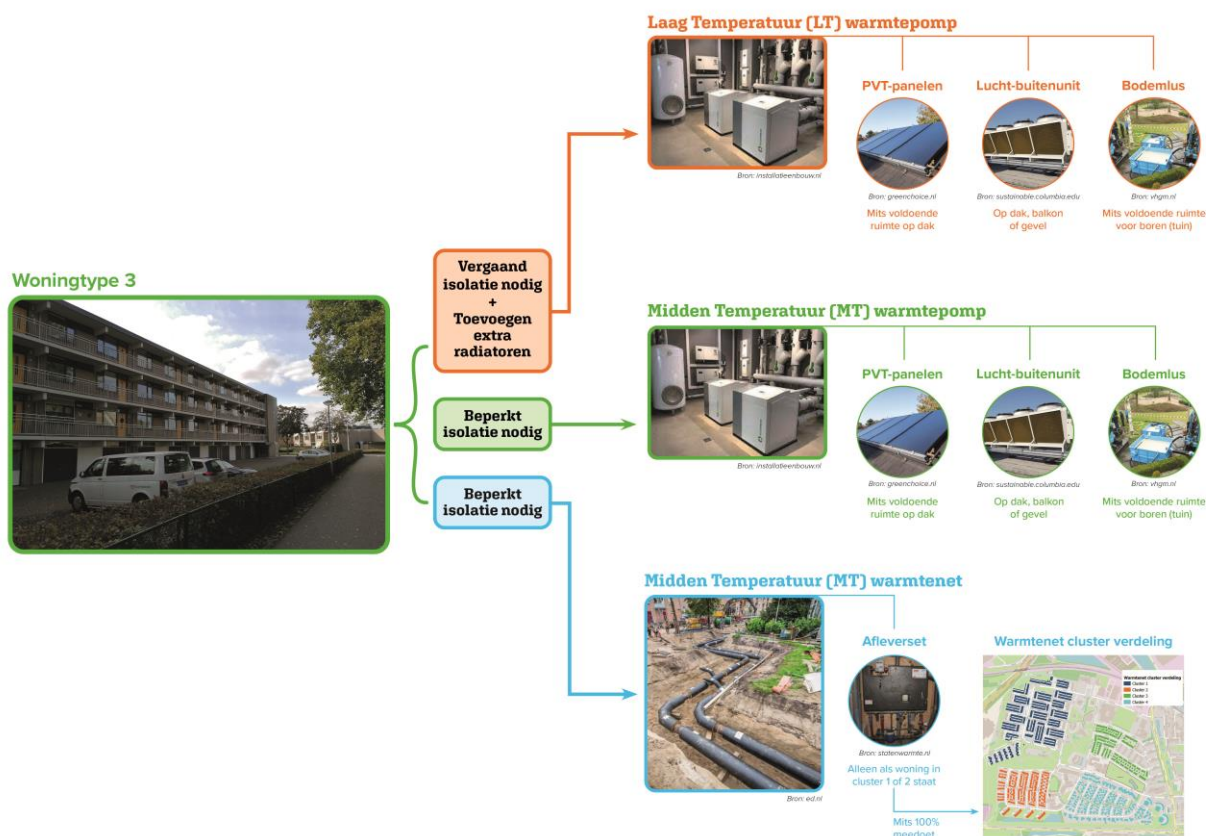 Laag Temperatuur (LT) warmtepomp
PVT-panelen
Lucht-buitenunit
Bodemlus
Bron: installatieenbouw.nl
Bron: greenchoice.nl
Bron: sustainable.columbia.edu
Bron: vhgm.nl
Mits voldoende
ruimte op dak
Op dak, balkon
of gevel
Mits voldoende ruimte
voor boren (tuin)
Woningtype 3
Vergaand
isolatie nodig
+
Toevoegen
extra
radiatoren
Beperkt
isolatie nodig
Beperkt
isolatie nodig
Midden Temperatuur (MT) warmtepomp
PVT-panelen
Lucht-buitenunit
Bodemlus
Bron: installatieenbouw.nl
Bron: greenchoice.nl
Bron: sustainable.columbia.edu
Bron: vhgm.nl
Mits voldoende
ruimte op dak
Op dak, balkon
of gevel
Mits voldoende ruimte
voor boren (tuin)
Midden Temperatuur (MT) warmtenet
Afleverset
Warmtenet cluster verdeling
Warmtenet cluster verdeling
Cluster 1
Cluster 2
Cluster 3
Cluster 4
Bron: statenwarmte.nl
Bron: ed.nl
Alleen als woning in
cluster 1 of 2 staat
Mits 100%
meedoet